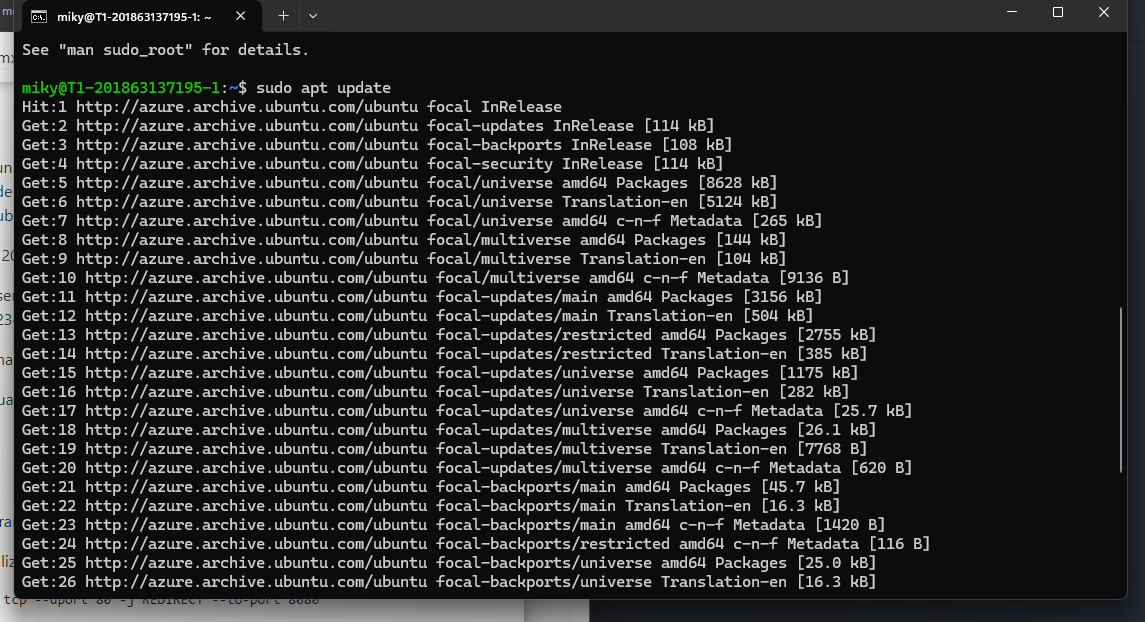 miky@T1-201863137195-1: ~
See "man sudo_root" for details.
miky@T1-201863137195-1:~$ sudo apt update
Hit:1 http://azure.archive.ubuntu.com/ubuntu focal InRelease
Get:2 http://azure.archive.ubuntu.com/ubuntu focal-updates InRelease [114 kB]
Get:3 http://azure.archive.ubuntu.com/ubuntu focal-backports InRelease [108 kB]
Get:4 http://azure.archive.ubuntu.com/ubuntu focal-security InRelease [114 kB]
Get:5 http://azure.archive.ubuntu.com/ubuntu focal/universe amd64 Packages [8628 kB]
Get:6 http://azure.archive.ubuntu.com/ubuntu focal/universe Translation-en [5124 kB]
Get:7 http://azure.archive.ubuntu.com/ubuntu focal/universe amd64 c-n-f Metadata [265 kB]
Get:8 http://azure.archive.ubuntu.com/ubuntu focal/multiverse amd64 Packages [144 kB]
Get:9 http://azure.archive.ubuntu.com/ubuntu focal/multiverse Translation-en [104 kB]
Get:10 http://azure.archive.ubuntu.com/ubuntu focal/multiverse amd64 c-n-f Metadata [9136 B]
Get:11 http://azure.archive.ubuntu.com/ubuntu focal-updates/main amd64 Packages [3156 kB]
Get:12 http://azure.archive.ubuntu.com/ubuntu focal-updates/main Translation-en [504 kB]
Get:13 http://azure.archive.ubuntu.com/ubuntu focal-updates/restricted amd64 Packages [2755 kB]
Get:14 http://azure.archive.ubuntu.com/ubuntu focal-updates/restricted Translation-en [385 kB]
Get:15 http://azure.archive.ubuntu.com/ubuntu focal-updates/universe amd64 Packages [1175 kB]
Get:16 http://azure.archive.ubuntu.com/ubuntu focal-updates/universe Translation-en [282 kB]
Get:17 http://azure.archive.ubuntu.com/ubuntu focal-updates/universe amd64 c-n-f Metadata [25.7 kB]
Get:18 http://azure.archive.ubuntu.com/ubuntu focal-updates/multiverse amd64 Packages [26.1 kB]
Get:19 http://azure.archive.ubuntu.com/ubuntu focal-updates/multiverse Translation-en [7768 B]
Get:20 http://azure.archive.ubuntu.com/ubuntu focal-updates/multiverse amd64 c-n-f Metadata [620 B]
Get:21 http://azure.archive.ubuntu.com/ubuntu focal-backports/main amd64 Packages [45.7 kB]
Get:22 http://azure.archive.ubuntu.com/ubuntu focal-backports/main Translation-en [16.3 kB]
Get:23 http://azure.archive.ubuntu.com/ubuntu focal-backports/main amd64 c-n-f Metadata [1420 B]
Get:24 http://azure.archive.ubuntu.com/ubuntu focal-backports/restricted amd64 c-n-f Metadata [116 B]
Get:25 http://azure.archive.ubuntu.com/ubuntu focal-backports/universe amd64 Packages [25.0 kB]
Get:26 http://azure.archive.ubuntu.com/ubuntu focal-backports/universe Translation-en [16.3 kB]
tcp --dport 80 -j REDIRECT --to-port 8080